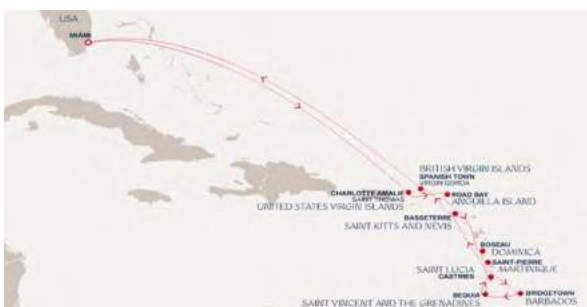 USA
MIAMI
BRITISH VIRGIN ISLANDS
SPANISH TOWN
VIRGIN GORDA
CHARLOTTE AMALIE
SAINT THOMAS
UNITED STATES VIRGIN ISLANDS
ROAD BAY
ANGUILLA ISLAND
BASSETERRE
SAINT KITTS AND NEVIS
ROSEAU
DOMINICA
SAINT-PIERRE
MARTINIQUE
SAINT LUCIA
CASTRIES
BEQUIA
SAINT VINCENT AND THE GRENADINES
BRIDGETOWN
BARBADOS